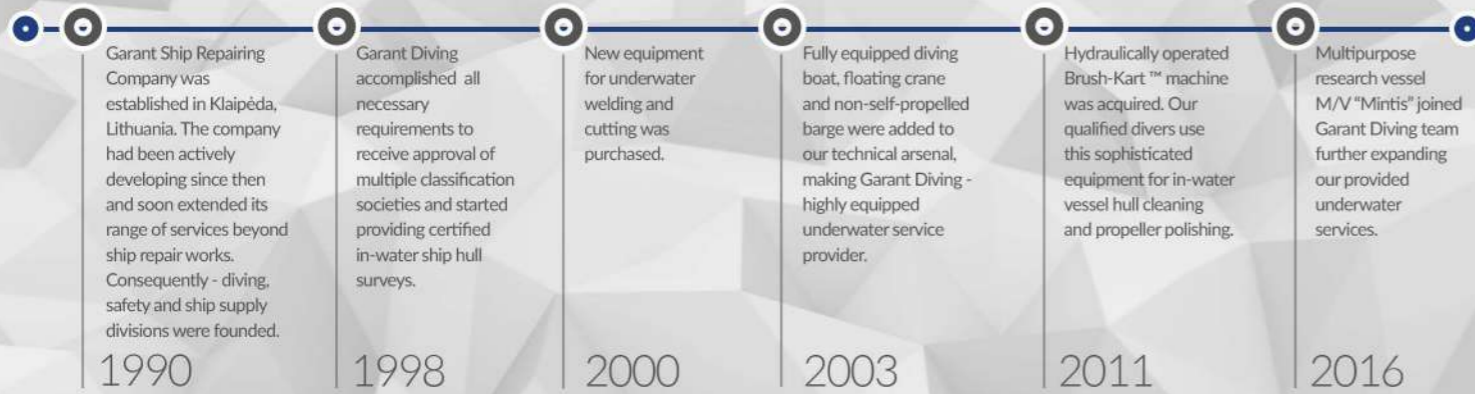 Garant Ship Repairing
Company was
established in Klaipėda,
Lithuania. The company
had been actively
developing since then
and soon extended its
range of services beyond
ship repair works.
Consequently - diving,
safety and ship supply
divisions were founded.
1990
Garant Diving
accomplished all
necessary
requirements to
receive approval of
multiple classification
societies and started
providing certified
in-water ship hull
surveys.
1998
New equipment
for underwater
welding and
cutting was
purchased.
2000
Fully equipped diving
boat, floating crane
and non-self-propelled
barge were added to
our technical arsenal,
making Garant Diving -
highly equipped
underwater service
provider.
2003
Hydraulically operated
Brush-Kart ™ machine
was acquired. Our
qualified divers use
this sophisticated
equipment for in-water
vessel hull cleaning
and propeller polishing.
2011
Multipurpose
research vessel
M/V "Mintis" joined
Garant Diving team
further expanding
our provided
underwater
services.
2016